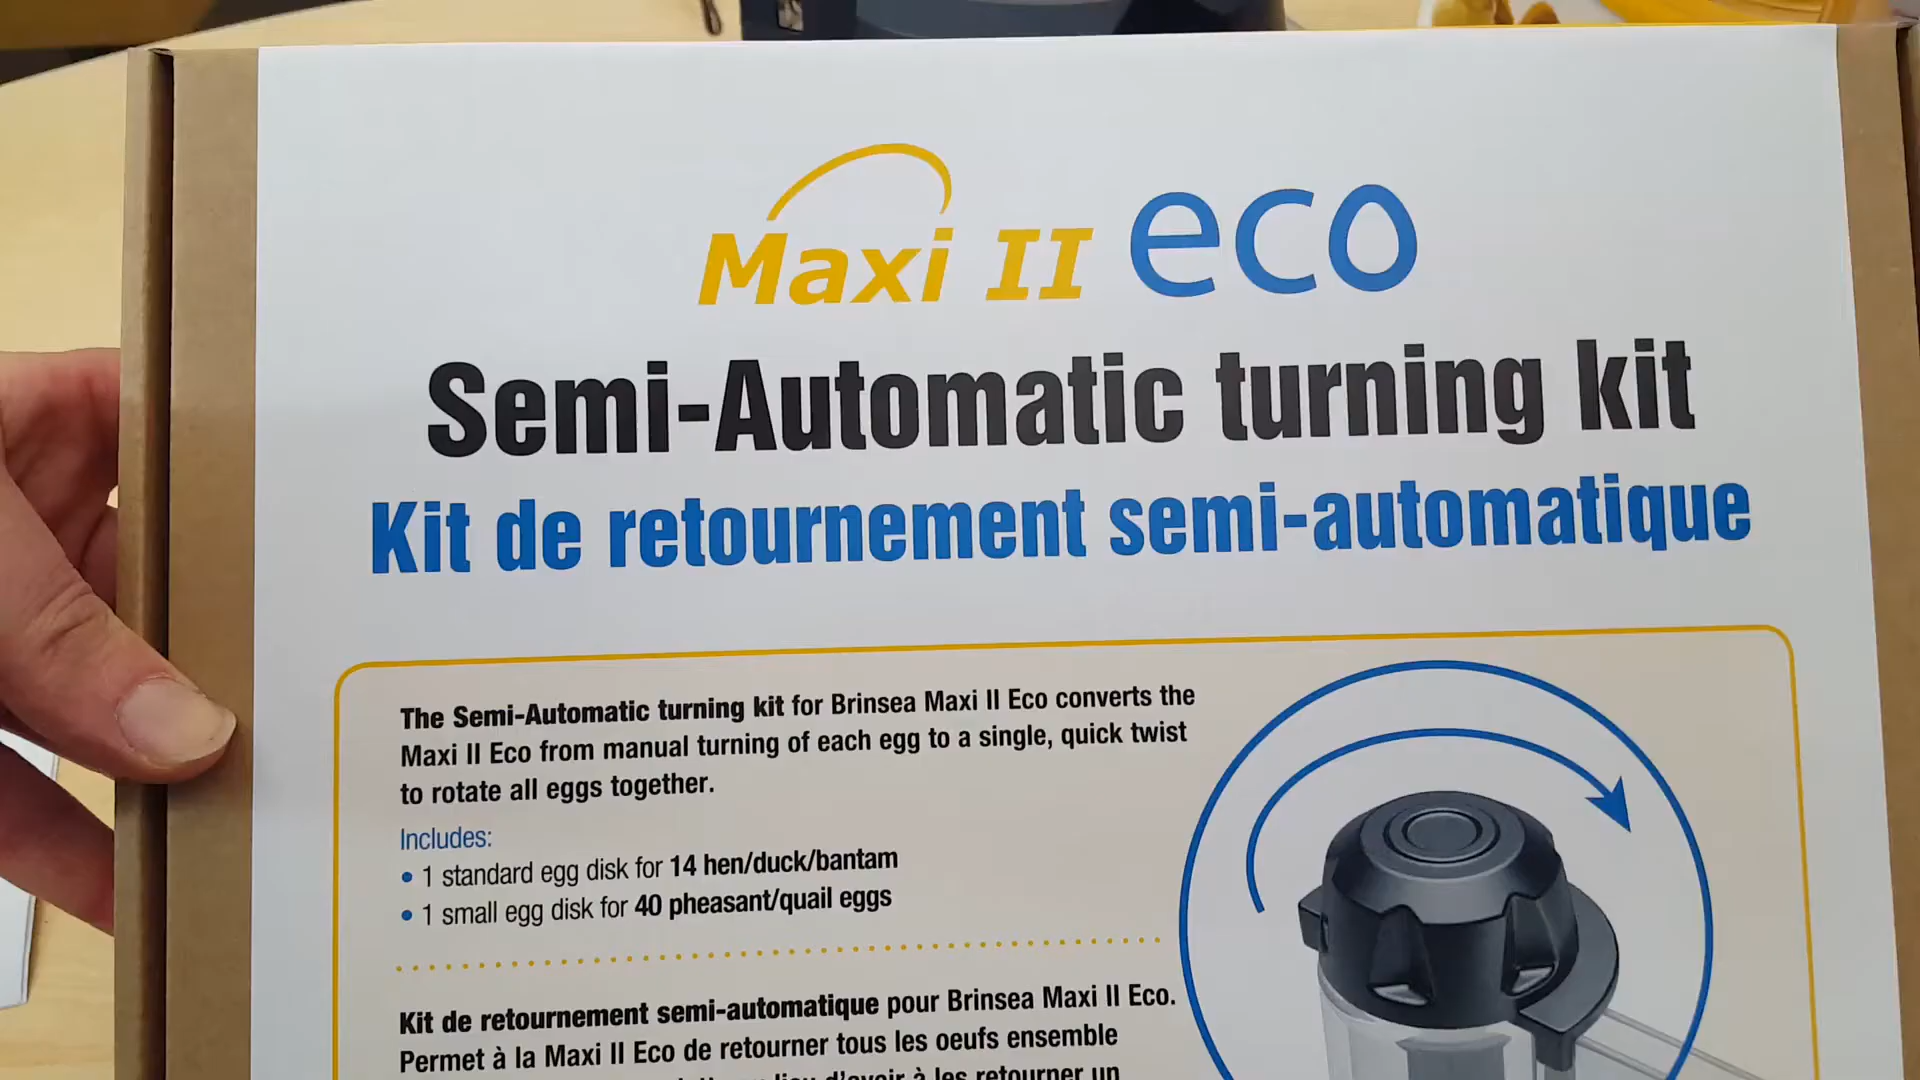 Maxi II eco
Semi-Automatic turning kit
Kit de retournement semi-automatique
The Semi-Automatic turning kit for Brinsea Maxi II Eco converts the
Maxi II Eco from manual turning of each egg to a single, quick twist
to rotate all eggs together.
Includes:
• 1 standard egg disk for 14 hen/duck/bantam
• 1 small egg disk for 40 pheasant/quail eggs
Kit de retournement semi-automatique pour Brinsea Maxi II Eco.
Permet à la Maxi II Eco de retourner tous les oeufs ensemble
d'avoir à les retourner un